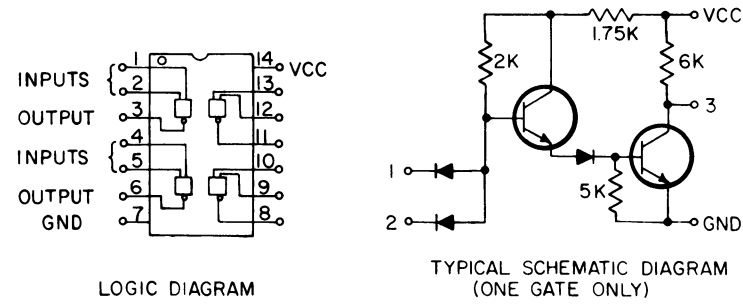 1
14
VCC
INPUTS
2
13
OUTPUT
3
12
4
11
INPUTS
5
10
OUTPUT
6
9
GND
7
8
LOGIC DIAGRAM
VCC
1.75K
2K
6K
3
1
5K
2
GND
TYPICAL SCHEMATIC DIAGRAM
(ONE GATE ONLY)